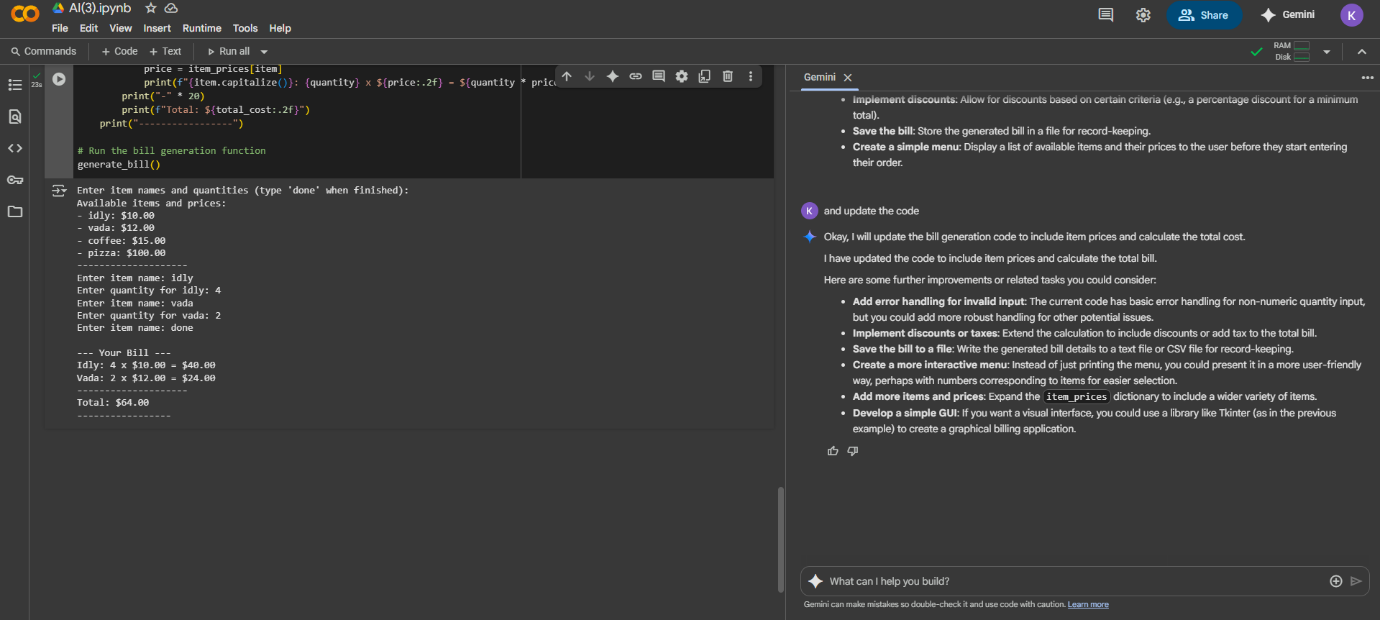 AI(3).ipynb
File Edit View Insert Runtime Tools Help
Share
Gemini
K
Commands + Code + Text Run all
RAM
Disk
23s
price = item_prices[item]
print(f"{item.capitalize()}: {quantity} x ${price:.2f} = ${quantity * pric
print("-" * 20)
print(f"Total: ${total_cost:.2f}")
print("-----------------")
# Run the bill generation function
generate_bill()
Enter item names and quantities (type 'done' when finished):
Available items and prices:
- idly: $10.00
- vada: $12.00
- coffee: $15.00
- pizza: $100.00
--------------------
Enter item name: idly
Enter quantity for idly: 4
Enter item name: vada
Enter quantity for vada: 2
Enter item name: done
--- Your Bill ---
Idly: 4 x $10.00 = $40.00
Vada: 2 x $12.00 = $24.00
--------------------
Total: $64.00
-----------------
Gemini
• Implement discounts: Allow for discounts based on certain criteria (e.g., a percentage discount for a minimum
total).
• Save the bill: Store the generated bill in a file for record-keeping.
• Create a simple menu: Display a list of available items and their prices to the user before they start entering
their order.
K and update the code
Okay, I will update the bill generation code to include item prices and calculate the total cost.
I have updated the code to include item prices and calculate the total bill.
Here are some further improvements or related tasks you could consider:
• Add error handling for invalid input: The current code has basic error handling for non-numeric quantity input,
but you could add more robust handling for other potential issues.
• Implement discounts or taxes: Extend the calculation to include discounts or add tax to the total bill.
• Save the bill to a file: Write the generated bill details to a text file or CSV file for record-keeping.
• Create a more interactive menu: Instead of just printing the menu, you could present it in a more user-friendly
way, perhaps with numbers corresponding to items for easier selection.
• Add more items and prices: Expand the item_prices dictionary to include a wider variety of items.
• Develop a simple GUI: If you want a visual interface, you could use a library like Tkinter (as in the previous
example) to create a graphical billing application.
What can I help you build?
Gemini can make mistakes so double-check it and use code with caution. Learn more